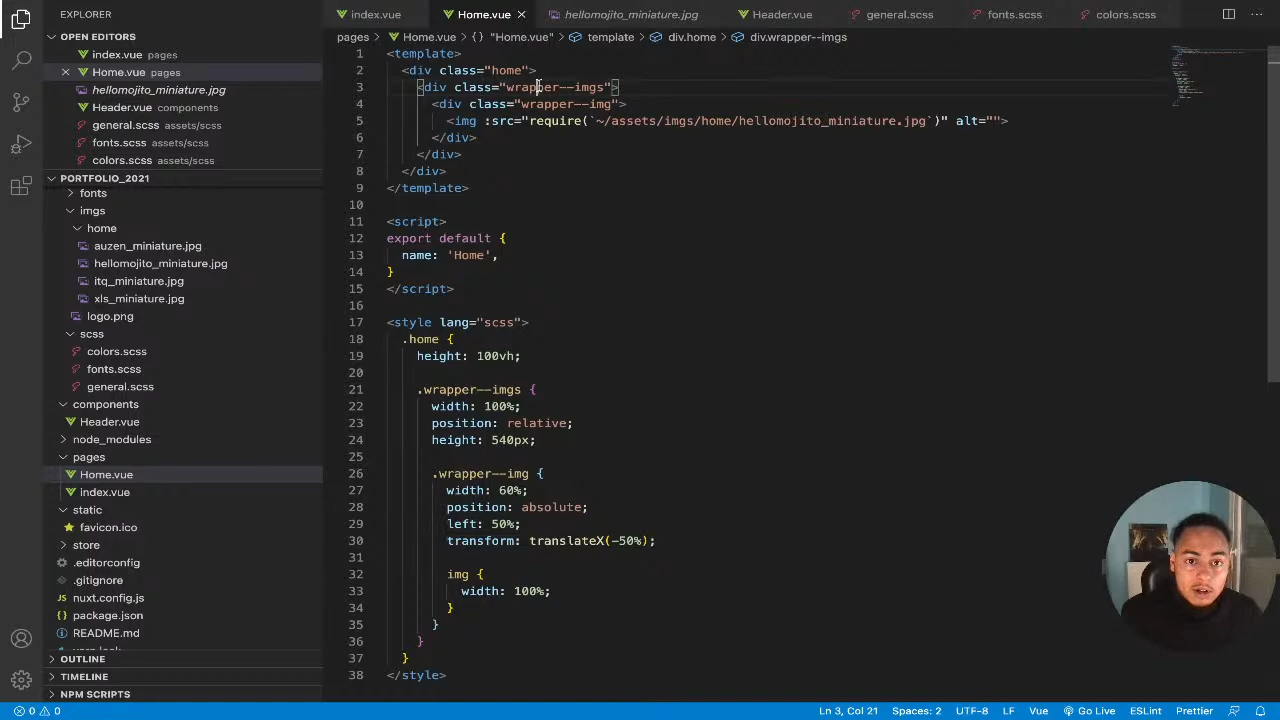 EXPLORER
OPEN EDITORS
index.vue pages
Home.vue pages
hellomojito_miniature.jpg
Header.vue components
general.scss assets/scss
fonts.scss assets/scss
colors.scss assets/scss
PORTFOLIO_2021
fonts
imgs
home
auzen_miniature.jpg
hellomojito_miniature.jpg
itq_miniature.jpg
xls_miniature.jpg
logo.png
scss
colors.scss
fonts.scss
general.scss
components
Header.vue
node_modules
pages
Home.vue
index.vue
static
favicon.ico
store
.editorconfig
.gitignore
nuxt.config.js
package.json
README.md
OUTLINE
TIMELINE
NPM SCRIPTS
index.vue Home.vue hellomojito_miniature.jpg Header.vue general.scss fonts.scss colors.scss
pages Home.vue {} "Home.vue" template div.home div.wrapper--imgs
1 <template>
2 <div class="home">
3 <div class="wrapper--imgs">
4 <div class="wrapper--img">
5 <img :src="require(`~/assets/imgs/home/hellomojito_miniature.jpg`)" alt="">
6 </div>
7 </div>
8 </div>
9 </template>
10
11 <script>
12 export default {
13 name: 'Home',
14 }
15 </script>
16
17 <style lang="scss">
18 .home {
19 height: 100vh;
20
21 .wrapper--imgs {
22 width: 100%;
23 position: relative;
24 height: 540px;
25
26 .wrapper--img {
27 width: 60%;
28 position: absolute;
29 left: 50%;
30 transform: translateX(-50%);
31
32 img {
33 width: 100%;
34 }
35 }
36 }
37 }
38 </style>
0 0 Ln 3, Col 21 Spaces: 2 UTF-8 LF Vue Go Live ESLint Prettier